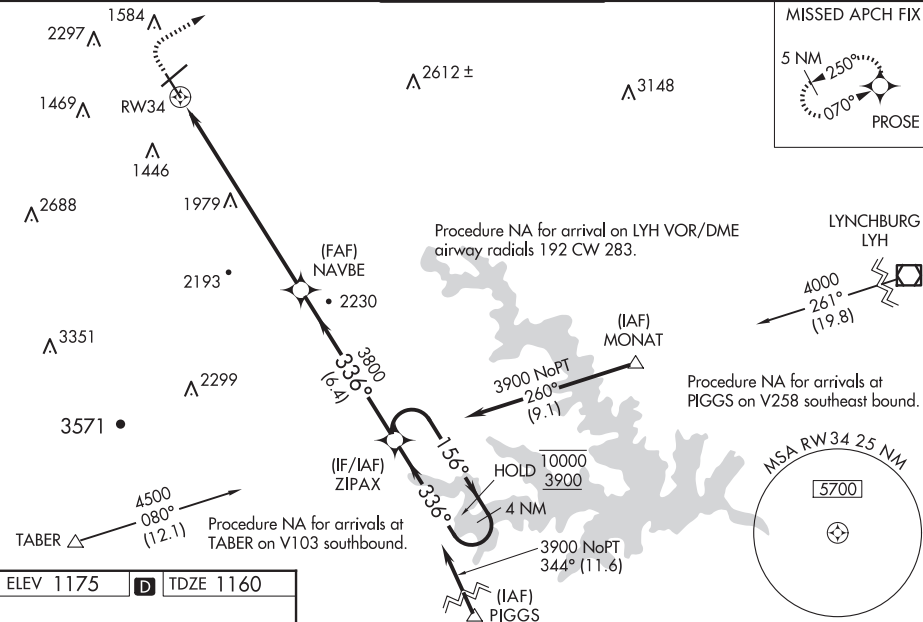 1584
2297
2612 ±
3148
1469
RW34
1446
2688
1979
MISSED APCH FIX
5 NM
250°
070°
PROSE
Procedure NA for arrival on LYH VOR/DME
airway radials 192 CW 283.
LYNCHBURG
LYH
4000
261°
(19.8)
(FAF)
NAVBE
2193
2230
3351
2299
3571
3800
336°
(6.4)
(IAF)
MONAT
3900 NoPT
260°
(9.1)
Procedure NA for arrivals at
PIGGS on V258 southeast bound.
(IF/IAF)
ZIPAX
156°
336°
HOLD
10000
3900
4 NM
MSA RW34 25 NM
5700
4500
080°
(12.1)
TABER
Procedure NA for arrivals at
TABER on V103 southbound.
3900 NoPT
344° (11.6)
(IAF)
PIGGS
ELEV 1175
D
TDZE 1160